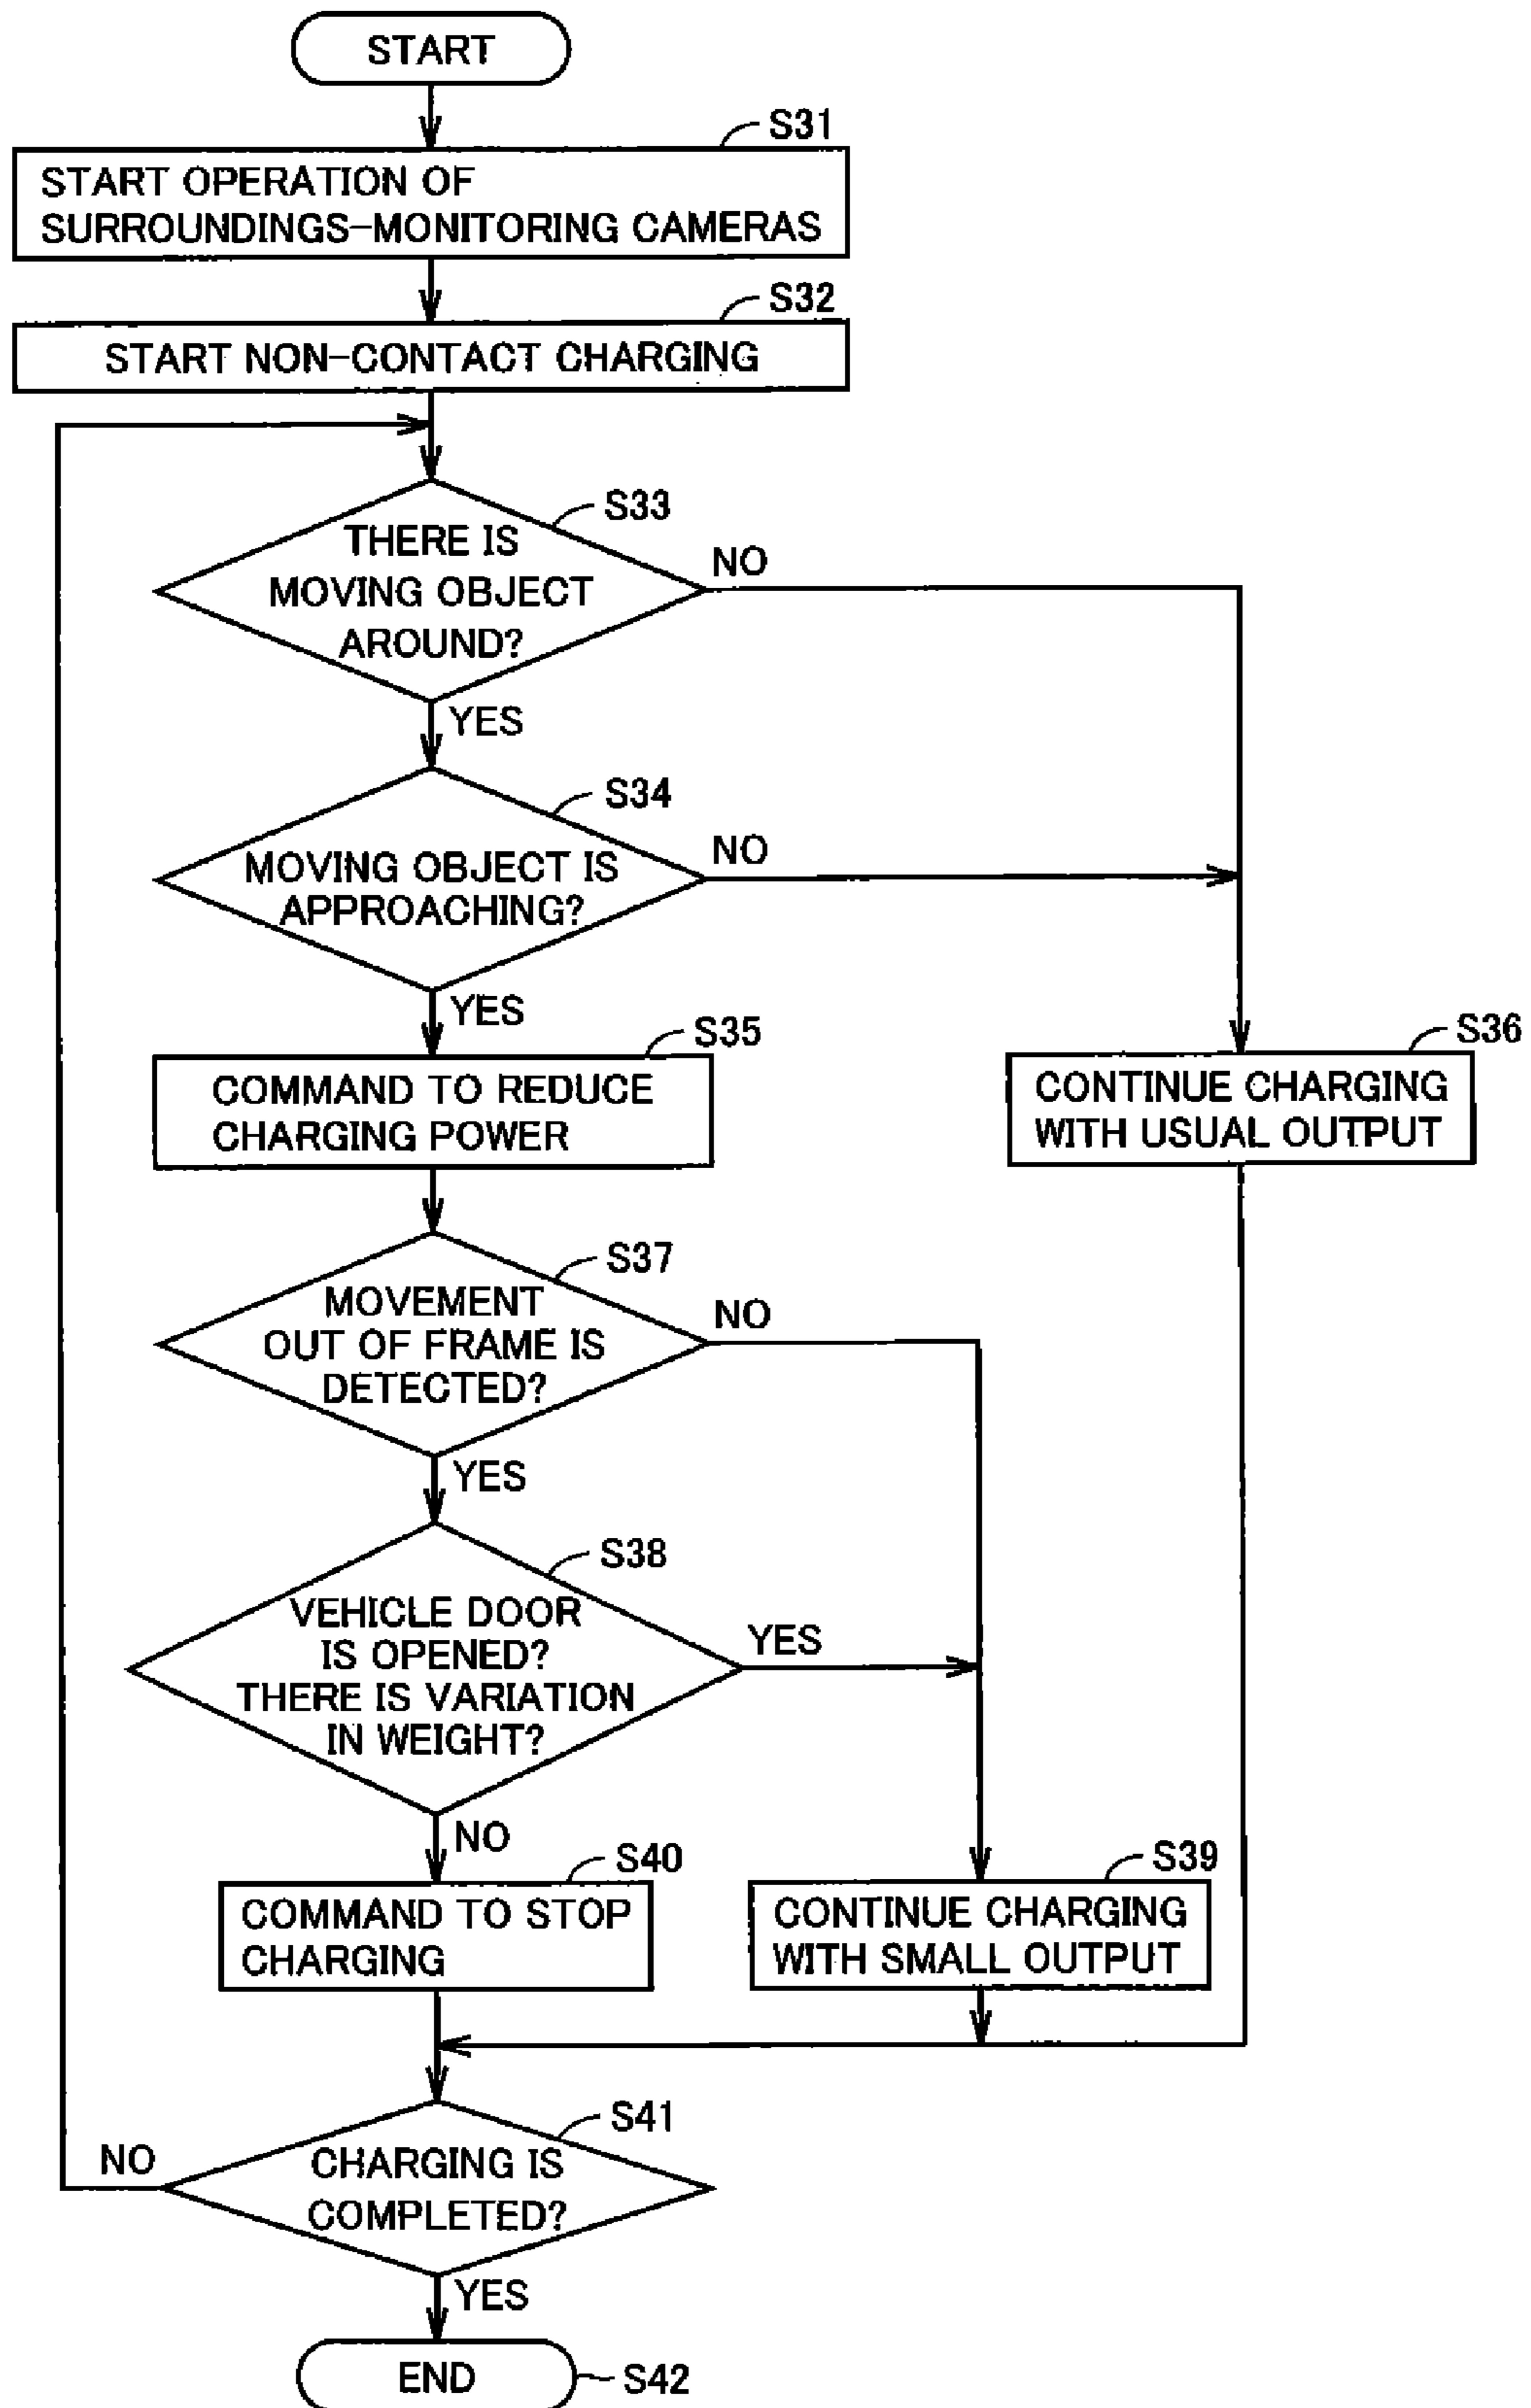 START
S31
START OPERATION OF
SURROUNDINGS-MONITORING CAMERAS
S32
START NON-CONTACT CHARGING
S33
THERE IS
MOVING OBJECT
AROUND?
NO
YES
S34
MOVING OBJECT IS
APPROACHING?
NO
YES
S35
COMMAND TO REDUCE
CHARGING POWER
S36
CONTINUE CHARGING
WITH USUAL OUTPUT
S37
MOVEMENT
OUT OF FRAME IS
DETECTED?
NO
YES
S38
VEHICLE DOOR
IS OPENED?
THERE IS VARIATION
IN WEIGHT?
YES
NO
S40
COMMAND TO STOP
CHARGING
S39
CONTINUE CHARGING
WITH SMALL OUTPUT
S41
CHARGING IS
COMPLETED?
NO
YES
END
S42